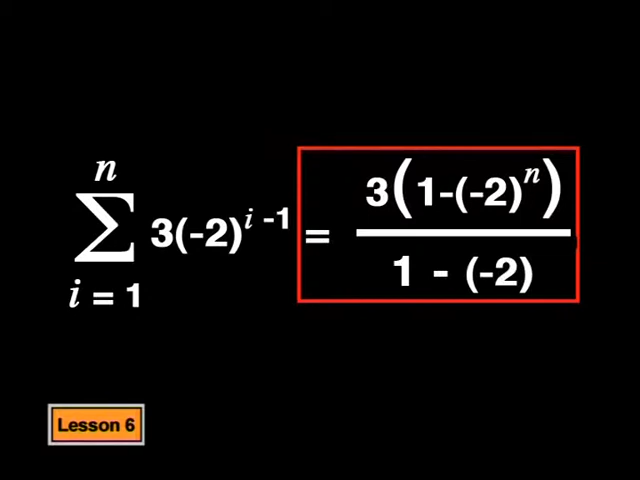 n
∑ 3(-2)^{i -1} = 3(1-(-2)^n) / 1 - (-2)
i = 1
Lesson 6